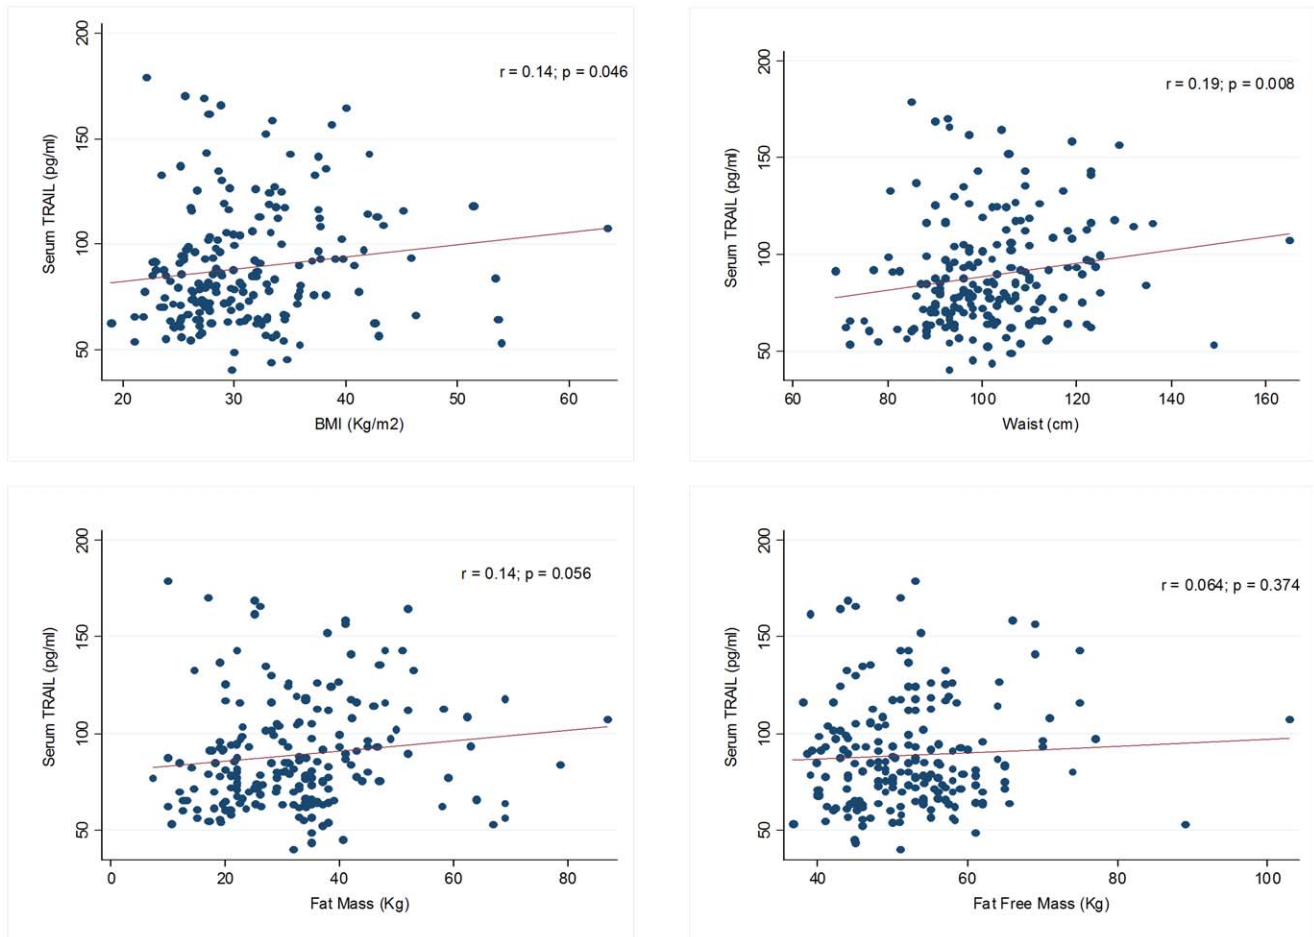 200
150
100
50
Serum TRAIL (pg/ml)
r = 0.14; p = 0.046
20 30 40 50 60
BMI (Kg/m2)
200
150
100
50
Serum TRAIL (pg/ml)
r = 0.19; p = 0.008
60 80 100 120 140 160
Waist (cm)
200
150
100
50
Serum TRAIL (pg/ml)
r = 0.14; p = 0.056
0 20 40 60 80
Fat Mass (Kg)
200
150
100
50
Serum TRAIL (pg/ml)
r = 0.064; p = 0.374
40 60 80 100
Fat Free Mass (Kg)